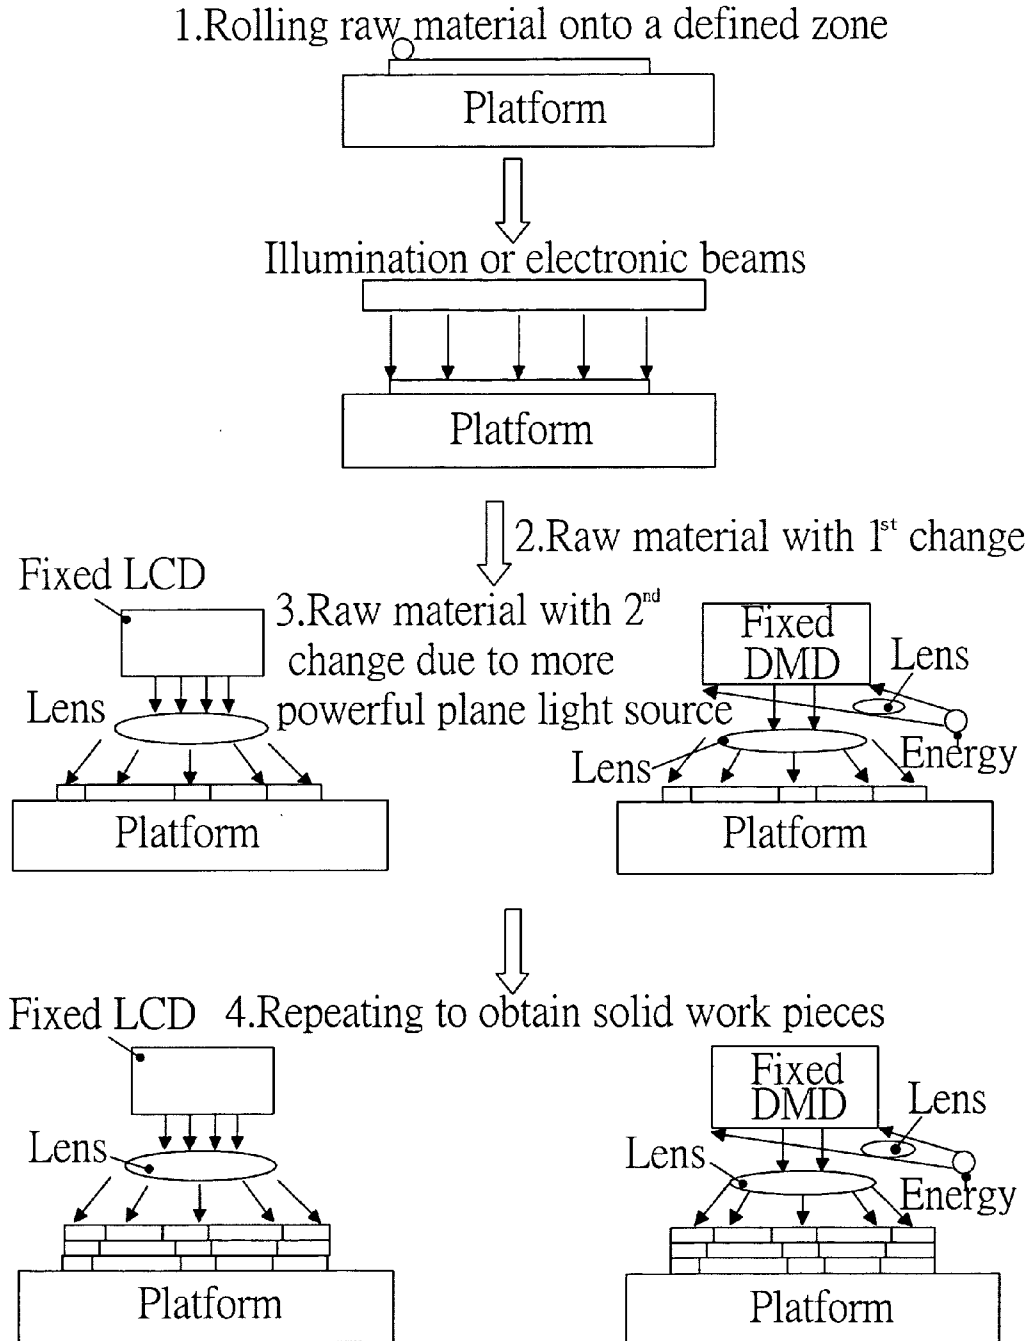 1.Rolling raw material onto a defined zone
Platform
Illumination or electronic beams
Platform
2.Raw material with 1st change
Fixed LCD
3.Raw material with 2nd
change due to more
powerful plane light source
Lens
Platform
Fixed
DMD
Lens
Energy
Lens
Platform
4.Repeating to obtain solid work pieces
Fixed LCD
Lens
Platform
Fixed
DMD
Lens
Lens
Energy
Platform